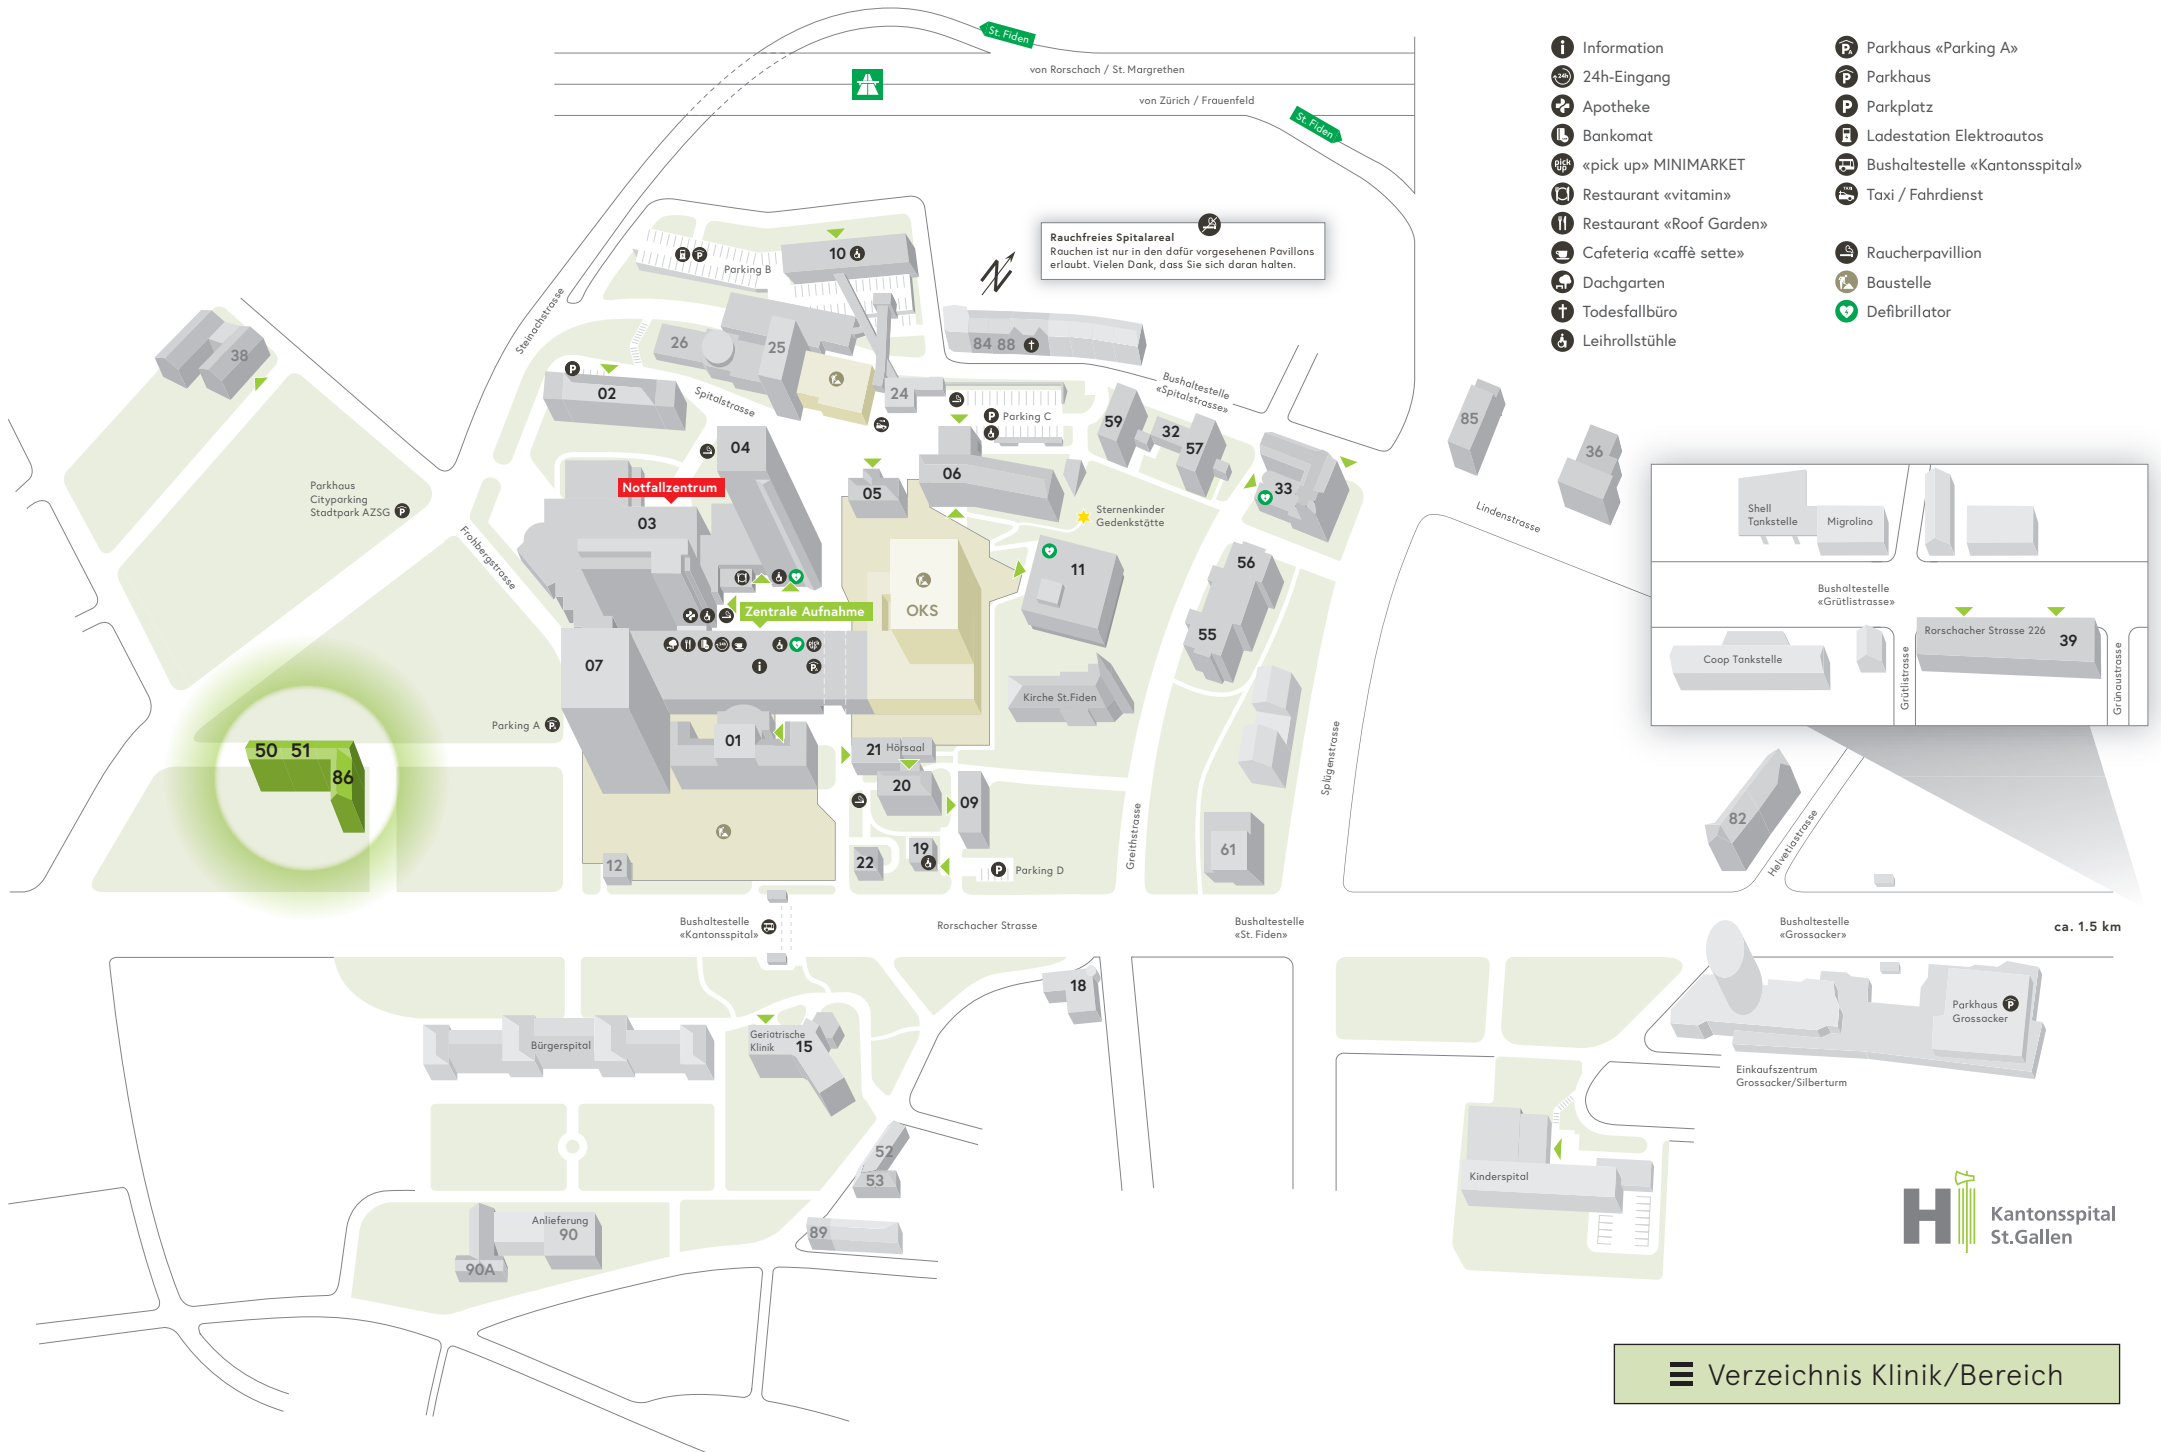 St. Fiden
von Rorschach / St. Margrethen
von Zürich / Frauenfeld
St. Fiden
Information
24h-Eingang
Apotheke
Bankomat
«pick up» MINIMARKET
Restaurant «vitamin»
Restaurant «Roof Garden»
Cafeteria «caffè sette»
Dachgarten
Todesfallbüro
Leihrollstühle
Parkhaus «Parking A»
Parkhaus
Parkplatz
Ladestation Elektroautos
Bushaltestelle «Kantonsspital»
Taxi / Fahrdienst
Raucherpavillion
Baustelle
Defibrillator
Rauchfreies Spitalareal
Rauchen ist nur in den dafür vorgesehenen Pavillons
erlaubt. Vielen Dank, dass Sie sich daran halten.
N
Parking B
10
Steinachstrasse
38
26
25
84 88
02
Spitalstrasse
24
Bushaltestelle
«Spitalstrasse»
Parking C
59
32
57
85
36
04
06
05
33
Parkhaus
Cityparking
Stadtpark AZSG
Notfallzentrum
03
Sternenkinder
Gedenkstätte
Lindenstrasse
Frohbergstrasse
11
56
OKS
Zentrale Aufnahme
55
07
Kirche St.Fiden
Shell
Tankstelle
Migrolino
Bushaltestelle
«Grütlistrasse»
Rorschacher Strasse 226
39
Coop Tankstelle
Grütlistrasse
Grünaustrasse
Parking A
01
21 Hörsaal
20
09
50 51
86
Splügenstrasse
Greithstrasse
61
82
Helvetiastrasse
12
22
19
Parking D
Bushaltestelle
«Kantonsspital»
Rorschacher Strasse
Bushaltestelle
«St. Fiden»
Bushaltestelle
«Grossacker»
ca. 1.5 km
18
Bürgerspital
Geriatrische
Klinik
15
Parkhaus
Grossacker
Einkaufszentrum
Grossacker/Silberturm
52
53
Kinderspital
Anlieferung
90
90A
89
Kantonsspital
St.Gallen
Verzeichnis Klinik/Bereich